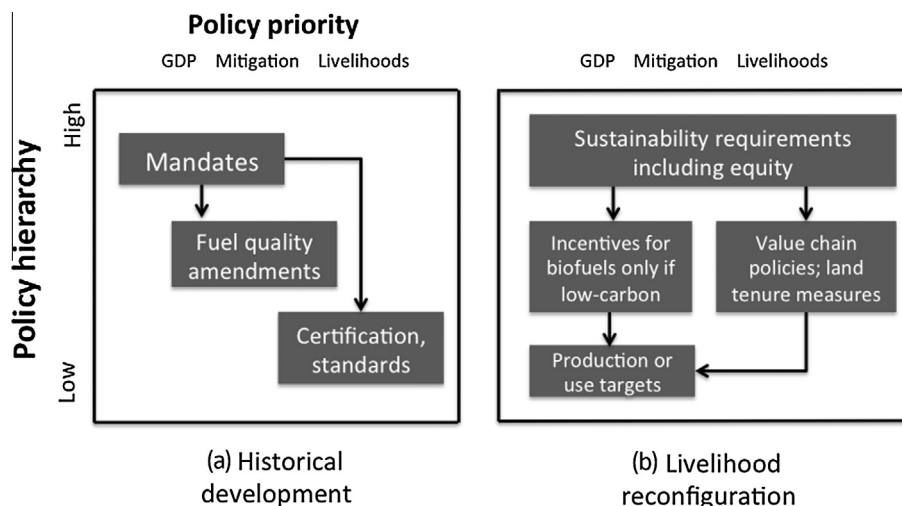 Policy priority
GDP Mitigation Livelihoods
GDP Mitigation Livelihoods
Policy hierarchy
High
Low
Mandates
Fuel quality
amendments
Certification,
standards
Sustainability requirements
including equity
Incentives for
biofuels only if
low-carbon
Value chain
policies; land
tenure measures
Production or
use targets
(a) Historical
development
(b) Livelihood
reconfiguration